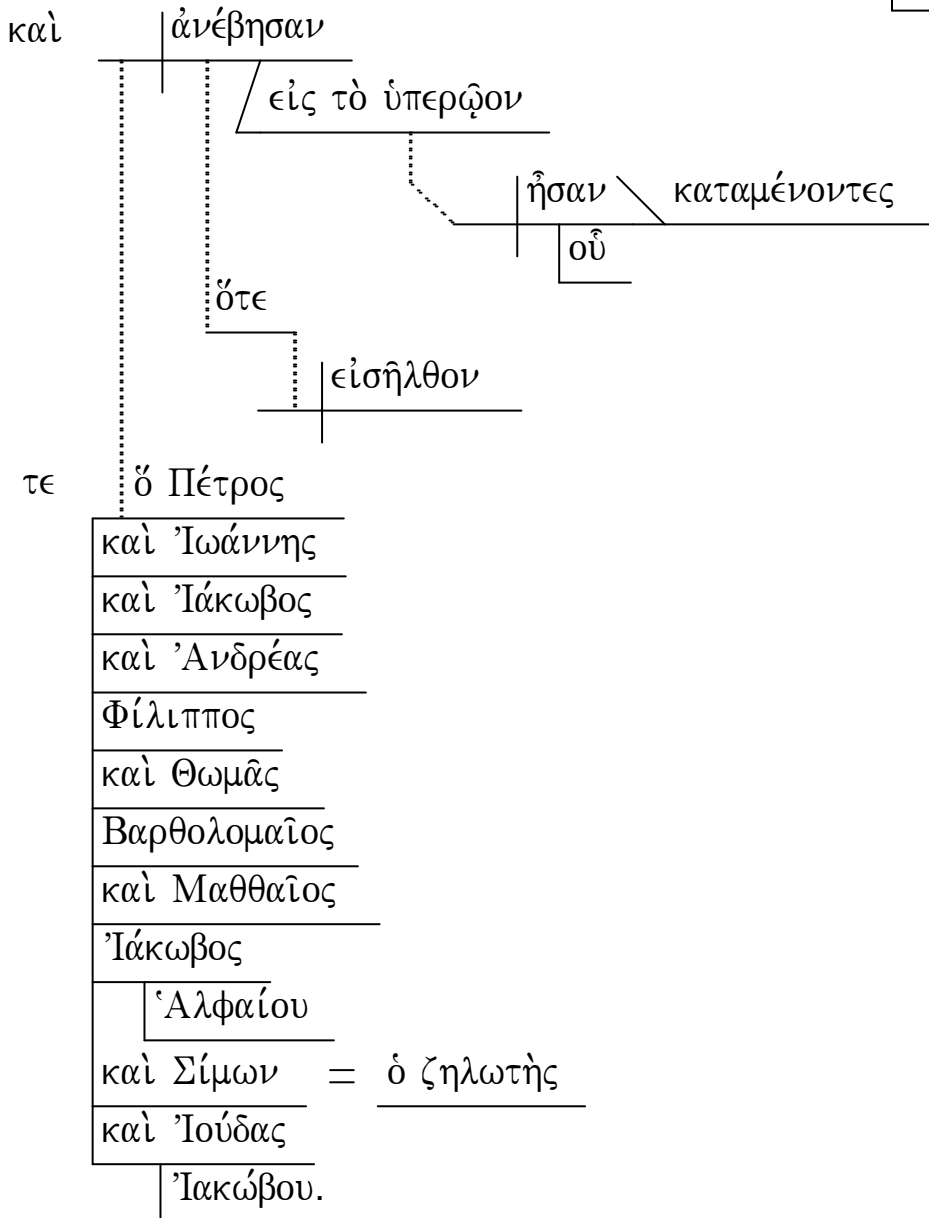 καὶ ἀνέβησαν
εἰς τὸ ὑπερῷον
ἦσαν καταμένοντες
οὗ
ὅτε
εἰσῆλθον
τε ὅ Πέτρος
καὶ Ἰωάννης
καὶ Ἰάκωβος
καὶ Ἀνδρέας
Φίλιππος
καὶ Θωμᾶς
Βαρθολομαῖος
καὶ Μαθθαῖος
Ἰάκωβος
Ἁλφαίου
καὶ Σίμων = ὁ ζηλωτὴς
καὶ Ἰούδας
Ἰακώβου.